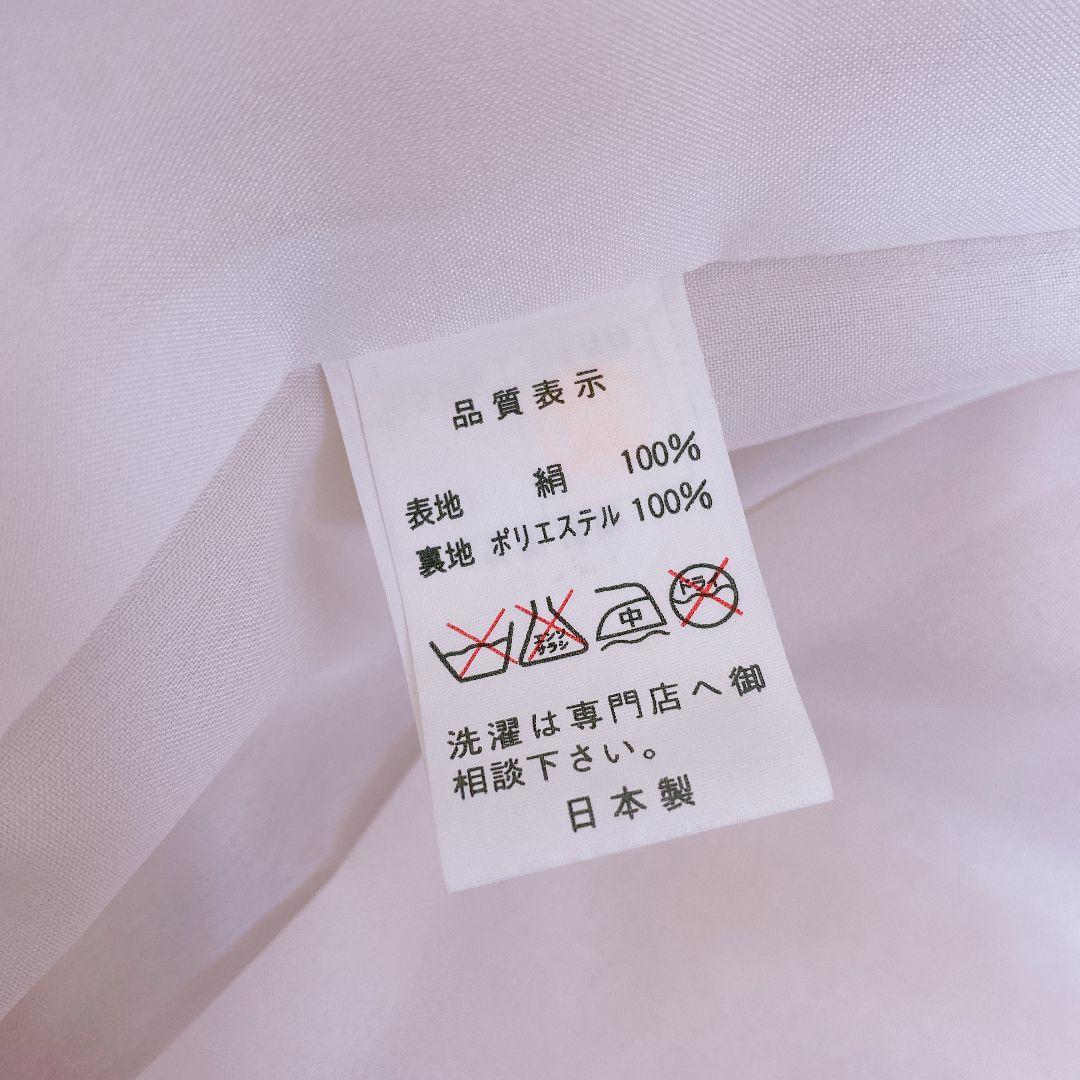 品質表示
表地 絹 100%
裏地 ポリエステル 100%
エンソ
サラシ
中
ドライ
洗濯は専門店へ御
相談下さい。
日本製